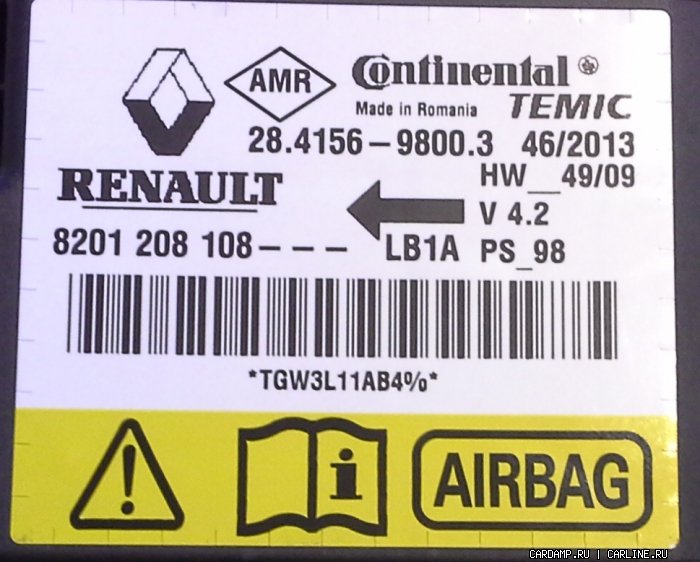 AMR
Continental
Made in Romania TEMIC
28.4156-9800.3 46/2013
RENAULT
HW__49/09
V 4.2
8201 208 108--- LB1A PS_98
*TGW3L11AB4%*
AIRBAG
CARDAMP.RU | CARLINE.RU